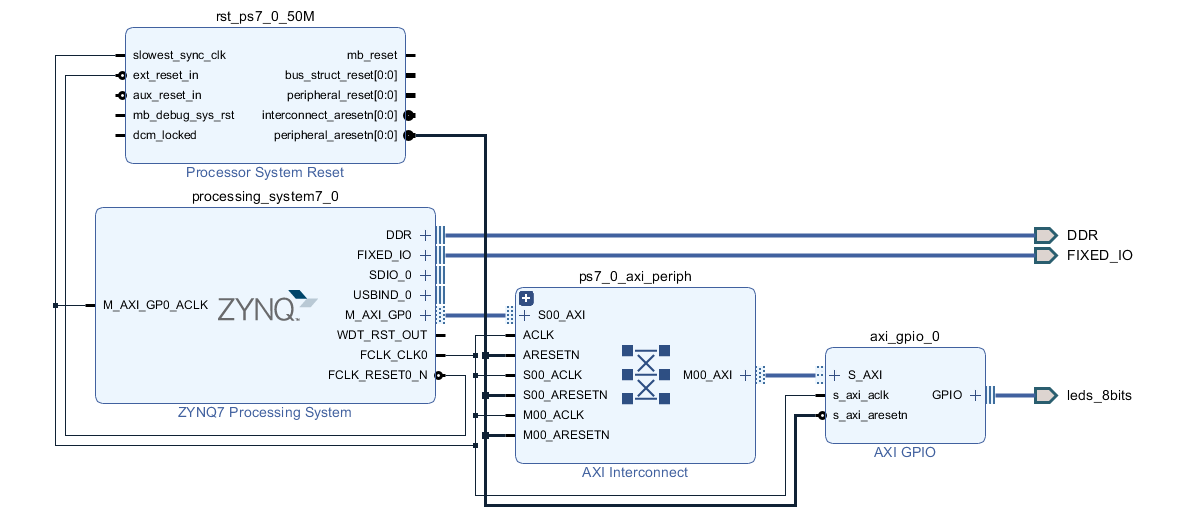 rst_ps7_0_50M
slowest_sync_clk
ext_reset_in
aux_reset_in
mb_debug_sys_rst
dcm_locked
mb_reset
bus_struct_reset[0:0]
peripheral_reset[0:0]
interconnect_aresetn[0:0]
peripheral_aresetn[0:0]
Processor System Reset
processing_system7_0
M_AXI_GP0_ACLK
ZYNQ
DDR
FIXED_IO
SDIO_0
USBIND_0
M_AXI_GP0
WDT_RST_OUT
FCLK_CLK0
FCLK_RESET0_N
ZYNQ7 Processing System
ps7_0_axi_periph
S00_AXI
ACLK
ARESETN
S00_ACLK
S00_ARESETN
M00_ACLK
M00_ARESETN
M00_AXI
AXI Interconnect
axi_gpio_0
S_AXI
s_axi_aclk
s_axi_aresetn
GPIO
AXI GPIO
DDR
FIXED_IO
leds_8bits